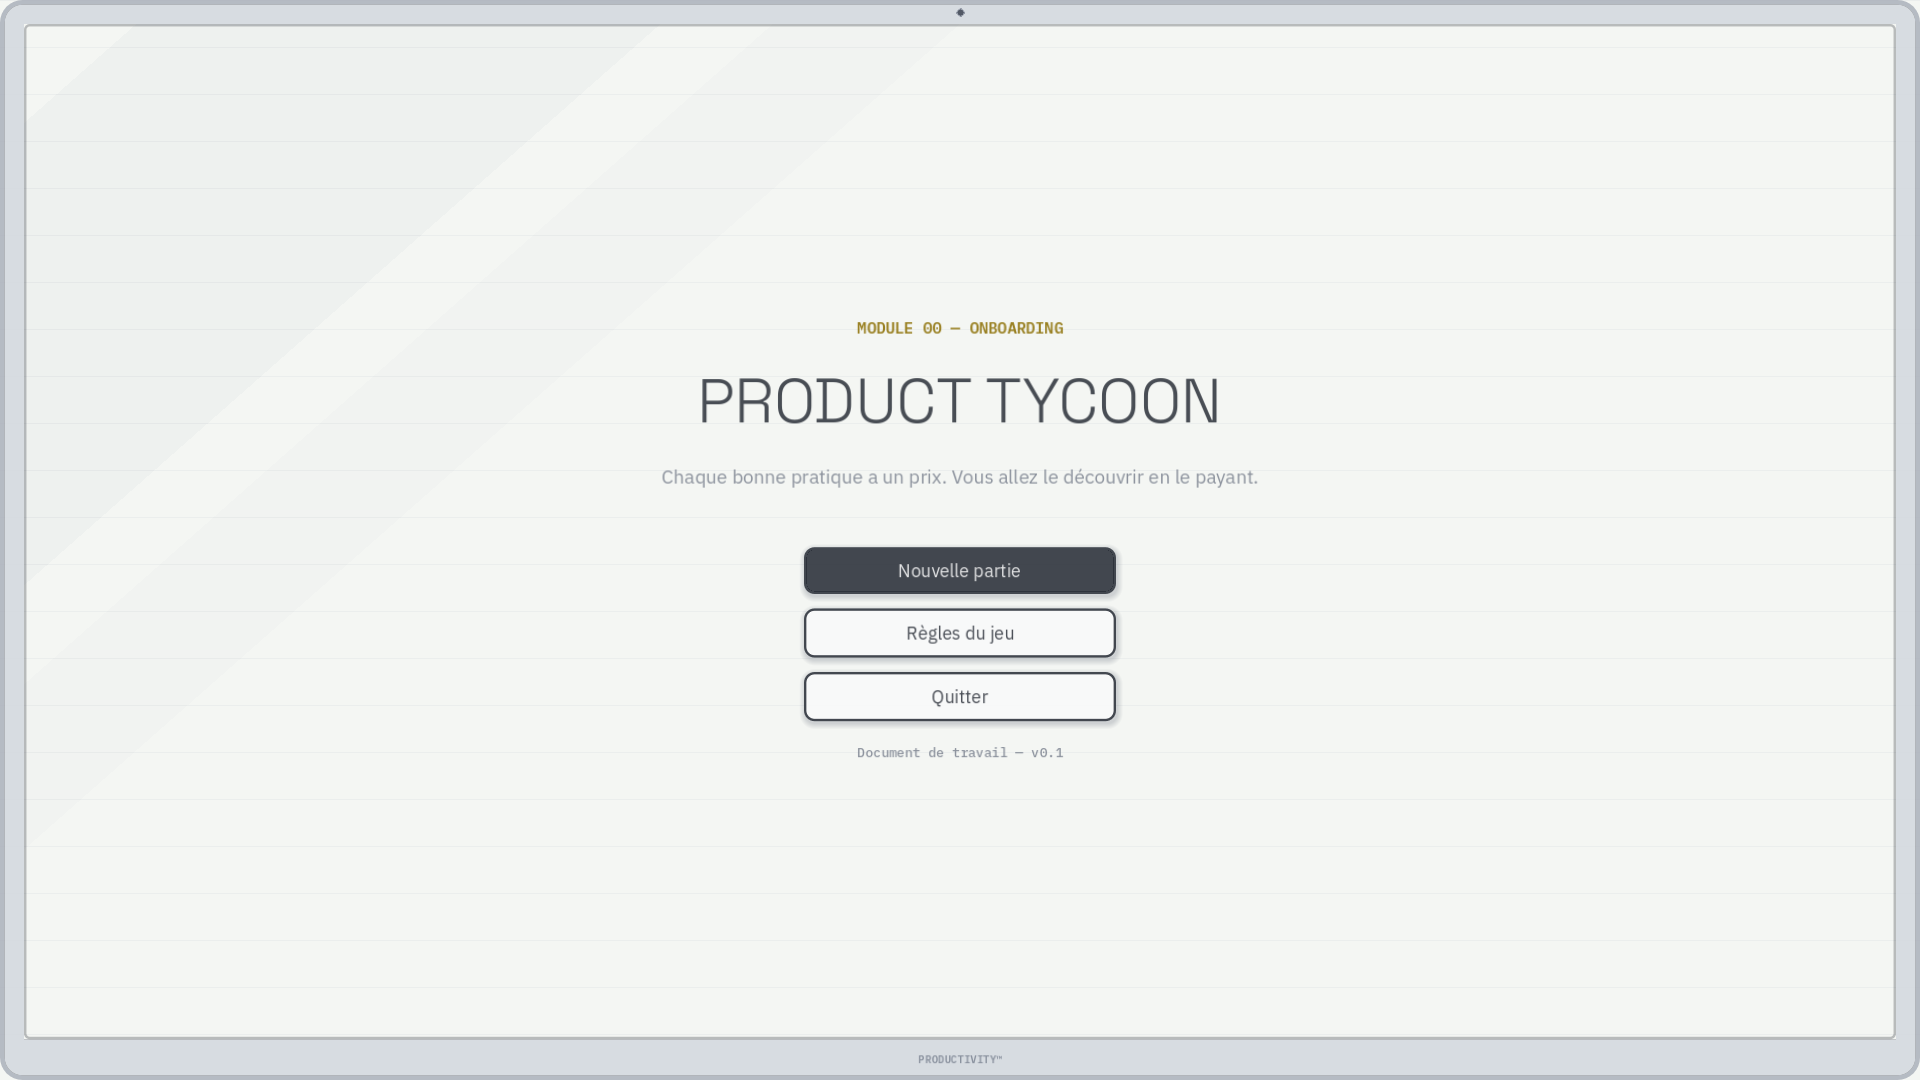 MODULE 00 — ONBOARDING
PRODUCT TYCOON
Chaque bonne pratique a un prix. Vous allez le découvrir en le payant.
Nouvelle partie
Règles du jeu
Quitter
Document de travail — v0.1
PRODUCTIVITY™